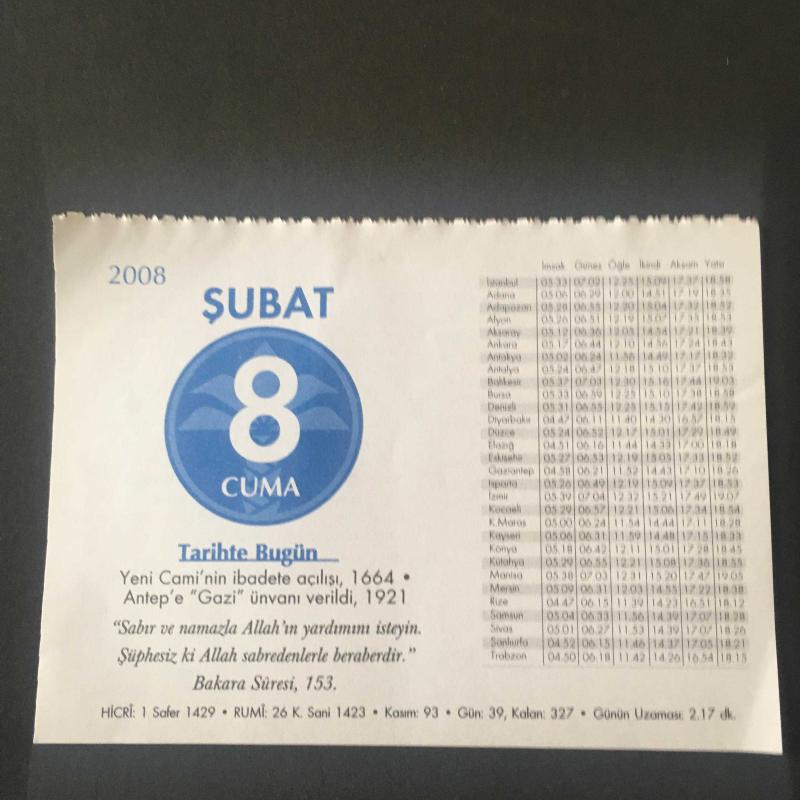 2008
ŞUBAT
8
CUMA
Tarihte Bugün
Yeni Cami'nin ibadete açılışı, 1664 •
Antep'e "Gazi" ünvanı verildi, 1921
"Sabır ve namazla Allah'ın yardımını isteyin.
Şüphesiz ki Allah sabredenlerle beraberdir."
Bakara Sûresi, 153.
İmsak Güneş Öğle İkindi Akşam Yatsı
İstanbul 05.33 07.02 12.25 15.09 17.37 18.58
Adana 05.06 06.29 12.00 14.51 17.19 18.35
Adapazarı 05.28 06.55 12.20 15.04 17.32 18.52
Afyon 05.26 06.51 12.19 15.07 17.35 18.53
Aksaray 05.12 06.36 12.05 14.54 17.21 18.39
Ankara 05.17 06.44 12.10 14.56 17.24 18.43
Antakya 05.02 06.24 11.56 14.49 17.17 18.32
Antalya 05.24 06.47 12.18 15.10 17.37 18.53
Balıkesir 05.37 07.03 12.30 15.16 17.44 19.03
Bursa 05.33 06.59 12.25 15.10 17.38 18.58
Denizli 05.31 06.55 12.25 15.15 17.42 18.59
Diyarbakır 04.47 06.11 11.40 14.30 16.57 18.15
Düzce 05.24 06.52 12.17 15.01 17.29 18.49
Elazığ 04.51 06.16 11.44 14.33 17.00 18.18
Eskişehir 05.27 06.53 12.19 15.05 17.33 18.52
Gaziantep 04.58 06.21 11.52 14.43 17.10 18.26
Isparta 05.26 06.49 12.19 15.09 17.37 18.53
İzmir 05.39 07.04 12.32 15.21 17.49 19.07
Kocaeli 05.29 06.57 12.21 15.06 17.34 18.54
K.Maraş 05.00 06.24 11.54 14.44 17.11 18.28
Kayseri 05.06 06.31 11.59 14.48 17.15 18.33
Konya 05.18 06.42 12.11 15.01 17.28 18.45
Kütahya 05.29 06.55 12.21 15.08 17.36 18.55
Manisa 05.38 07.03 12.31 15.20 17.47 19.05
Mersin 05.09 06.31 12.03 14.55 17.22 18.38
Rize 04.47 06.15 11.39 14.23 16.51 18.12
Samsun 05.04 06.33 11.56 14.39 17.07 18.28
Sivas 05.01 06.27 11.53 14.39 17.07 18.26
Şanlıurfa 04.52 06.15 11.46 14.37 17.05 18.21
Trabzon 04.50 06.18 11.42 14.26 16.54 18.15
HİCRÎ: 1 Safer 1429 • RUMÎ: 26 K. Sani 1423 • Kasım: 93 • Gün: 39, Kalan: 327 • Günün Uzaması: 2.17 dk.